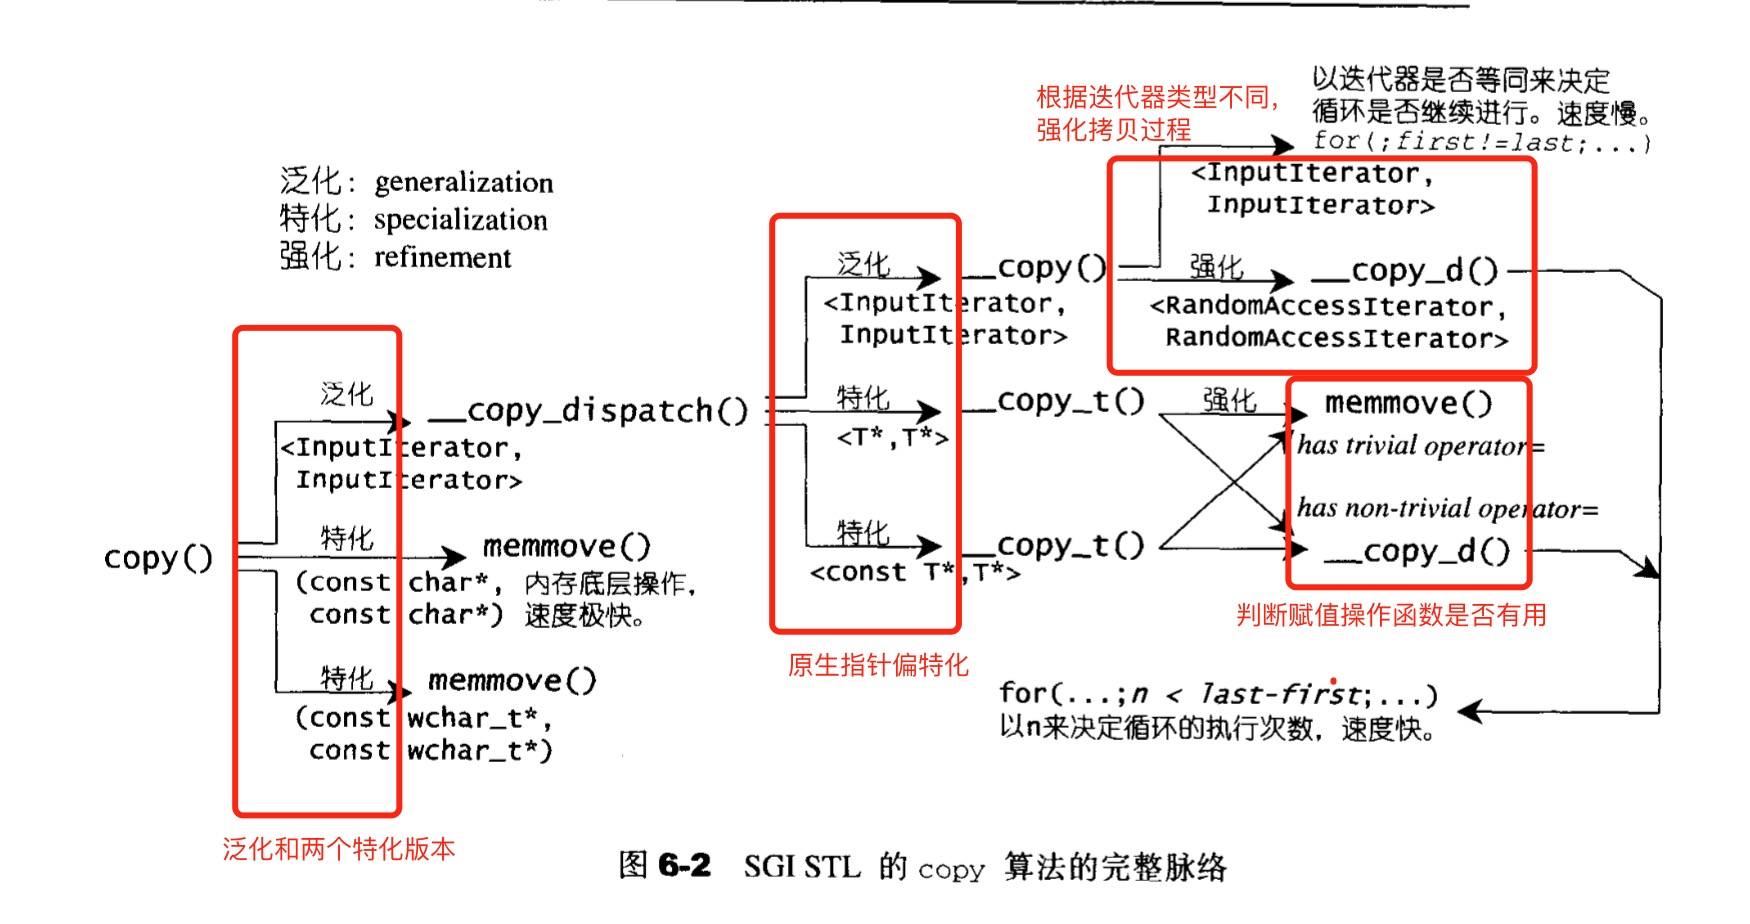 根据迭代器类型不同，
强化拷贝过程
以迭代器是否等同来决定
循环是否继续进行。速度慢。
for(;first!=last;...)
泛化：generalization
特化：specialization
强化：refinement
<InputIterator,
InputIterator>
泛化
__copy()
强化
__copy_d()
<InputIterator,
InputIterator>
<RandomAccessIterator,
RandomAccessIterator>
泛化
__copy_dispatch()
特化
__copy_t()
强化
memmove()
<InputIterator,
InputIterator>
<T*,T*>
has trivial operator=
has non-trivial operator=
copy()
特化
memmove()
特化
__copy_t()
__copy_d()
(const char*,
const char*)
内存底层操作，
速度极快。
<const T*,T*>
判断赋值操作函数是否有用
原生指针偏特化
特化
memmove()
(const wchar_t*,
const wchar_t*)
for(...;n < last-first;...)
以n来决定循环的执行次数，速度快。
泛化和两个特化版本
图 6-2 SGI STL 的 copy 算法的完整脉络